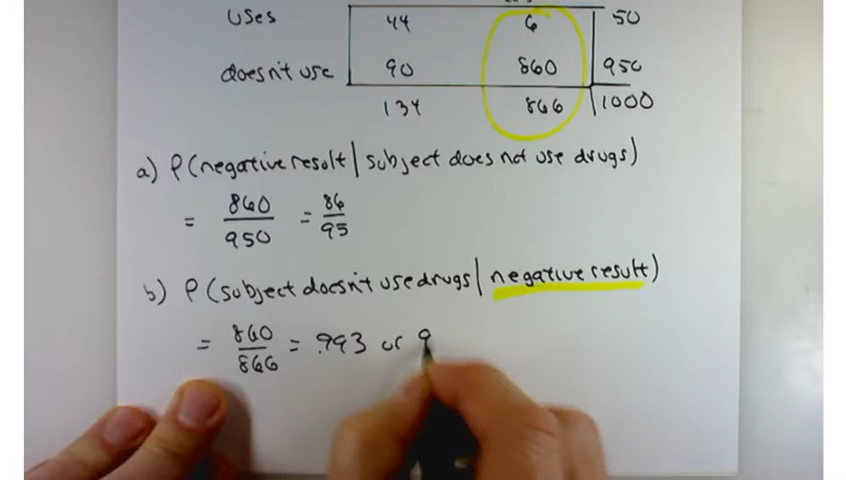 uses 44 6 50
doesn't use 90 860 950
134 866 1000
a) P(negative result | subject does not use drugs)
= 860/950 = 86/95
b) P(subject doesn't use drugs | negative result)
= 860/866 = .993 or 9